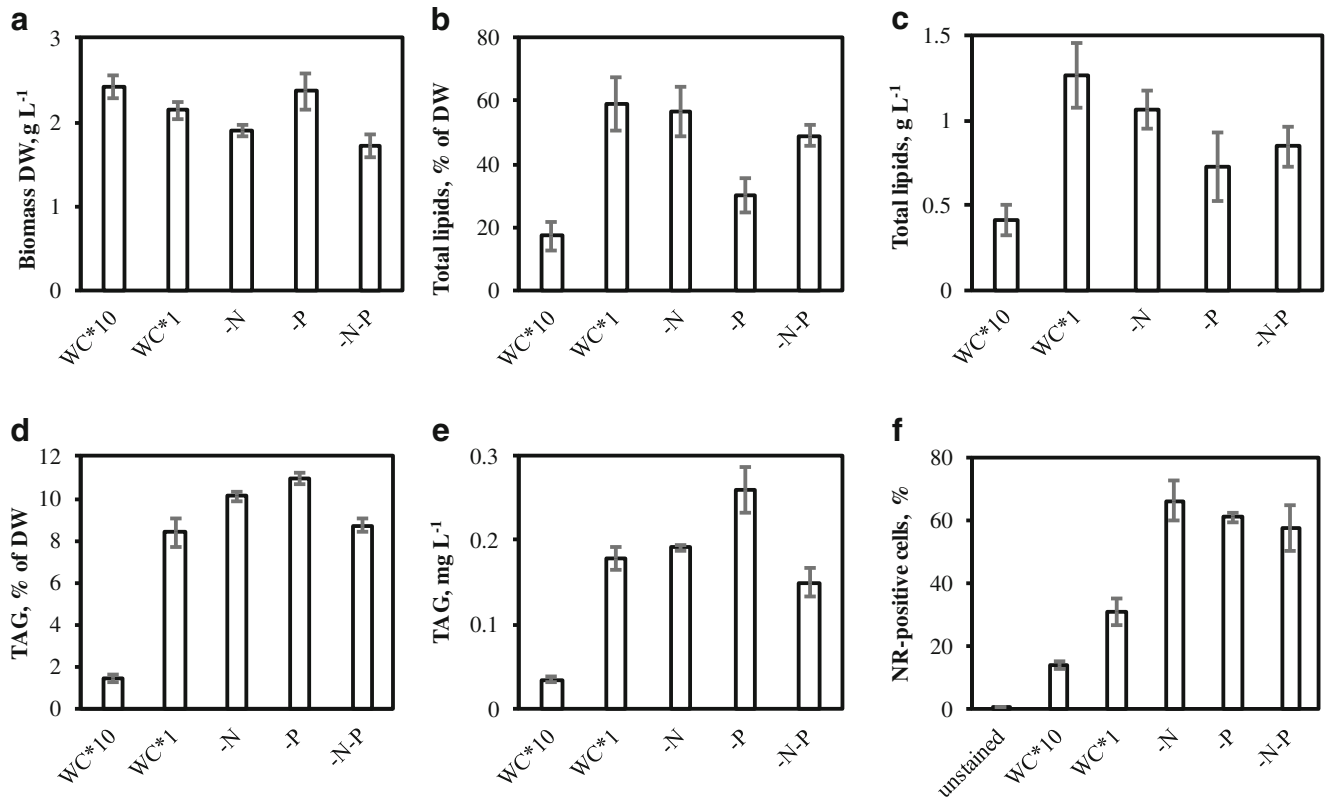 a
Biomass DW, g L-1
3
2
1
0
WC*10
WC*1
-N
-P
-N-P
b
Total lipids, % of DW
80
60
40
20
0
WC*10
WC*1
-N
-P
-N-P
c
Total lipids, g L-1
1.5
1
0.5
0
WC*10
WC*1
-N
-P
-N-P
d
TAG, % of DW
12
10
8
6
4
2
0
WC*10
WC*1
-N
-P
-N-P
e
TAG, mg L-1
0.3
0.2
0.1
0
WC*10
WC*1
-N
-P
-N-P
f
NR-positive cells, %
80
60
40
20
0
unstained
WC*10
WC*1
-N
-P
-N-P